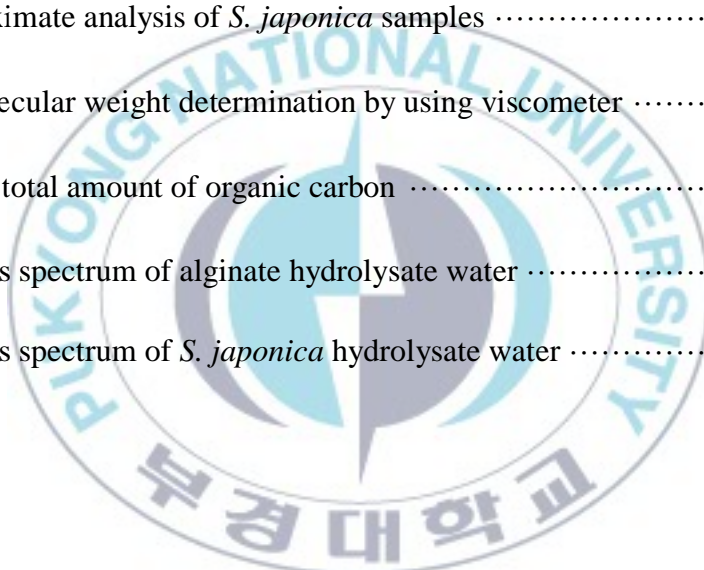 ximate analysis of S. japonica samples ····················
ecular weight determination by using viscometer ·······
total amount of organic carbon ······························
s spectrum of alginate hydrolysate water ·················
s spectrum of S. japonica hydrolysate water ·············
PUKYONG NATIONAL UNIVERSITY
부경대학교